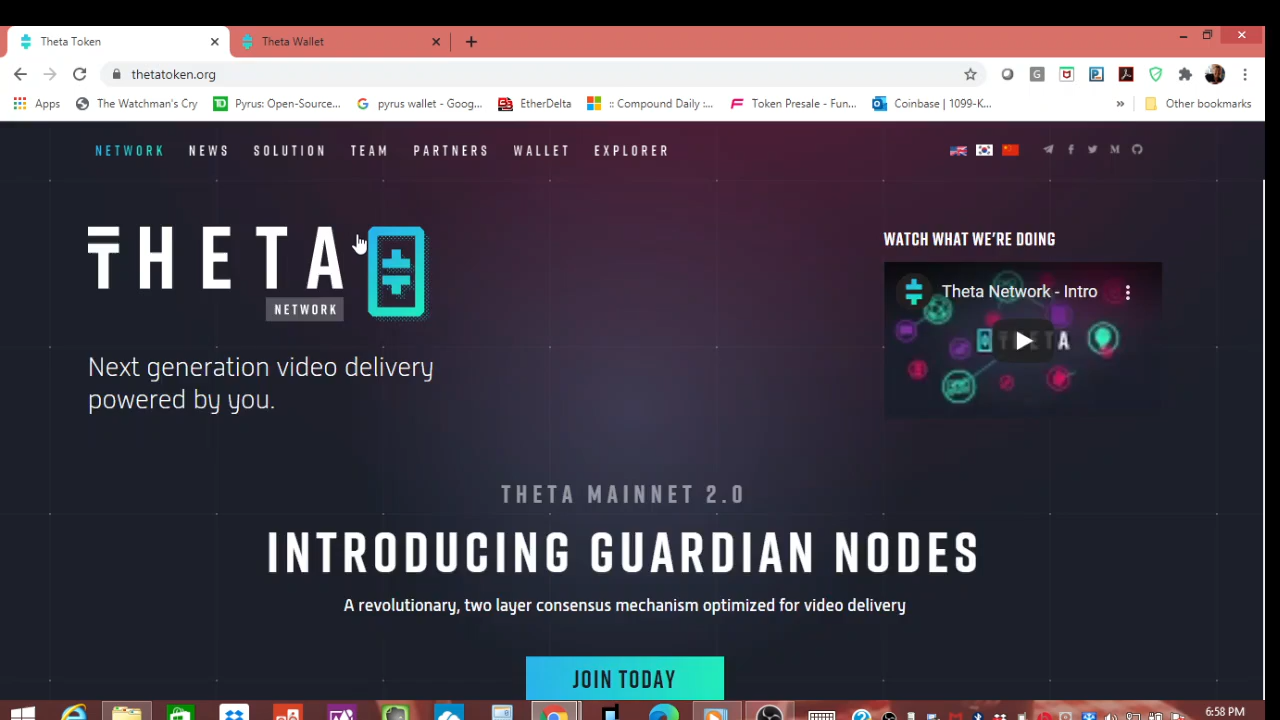 Theta Token
Theta Wallet
thetatoken.org
Apps
The Watchman's Cry
Pyrus: Open-Source...
pyrus wallet - Goog...
EtherDelta
:: Compound Daily :...
Token Presale - Fun...
Coinbase | 1099-K...
»
Other bookmarks
NETWORK NEWS SOLUTION TEAM PARTNERS WALLET EXPLORER
THETA
NETWORK
Next generation video delivery
powered by you.
WATCH WHAT WE'RE DOING
Theta Network - Intro
THETA
THETA MAINNET 2.0
INTRODUCING GUARDIAN NODES
A revolutionary, two layer consensus mechanism optimized for video delivery
JOIN TODAY
6:58 PM